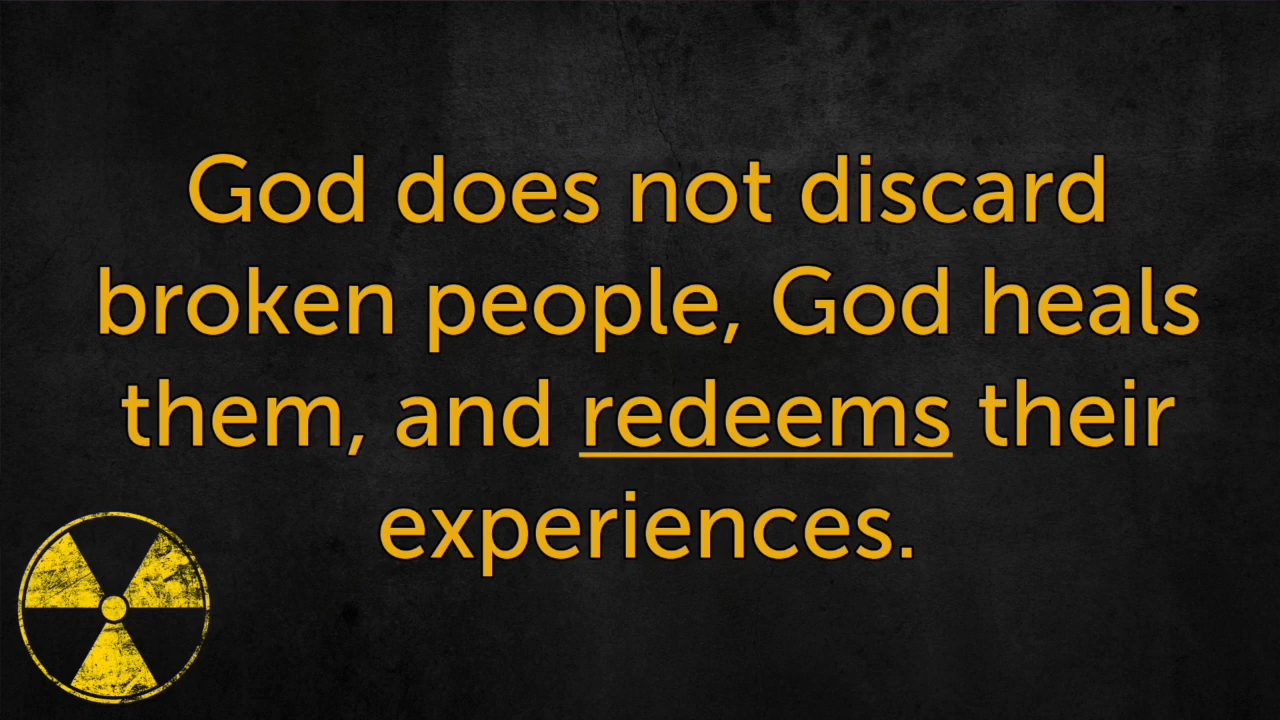 God does not discard
broken people, God heals
them, and redeems their
experiences.